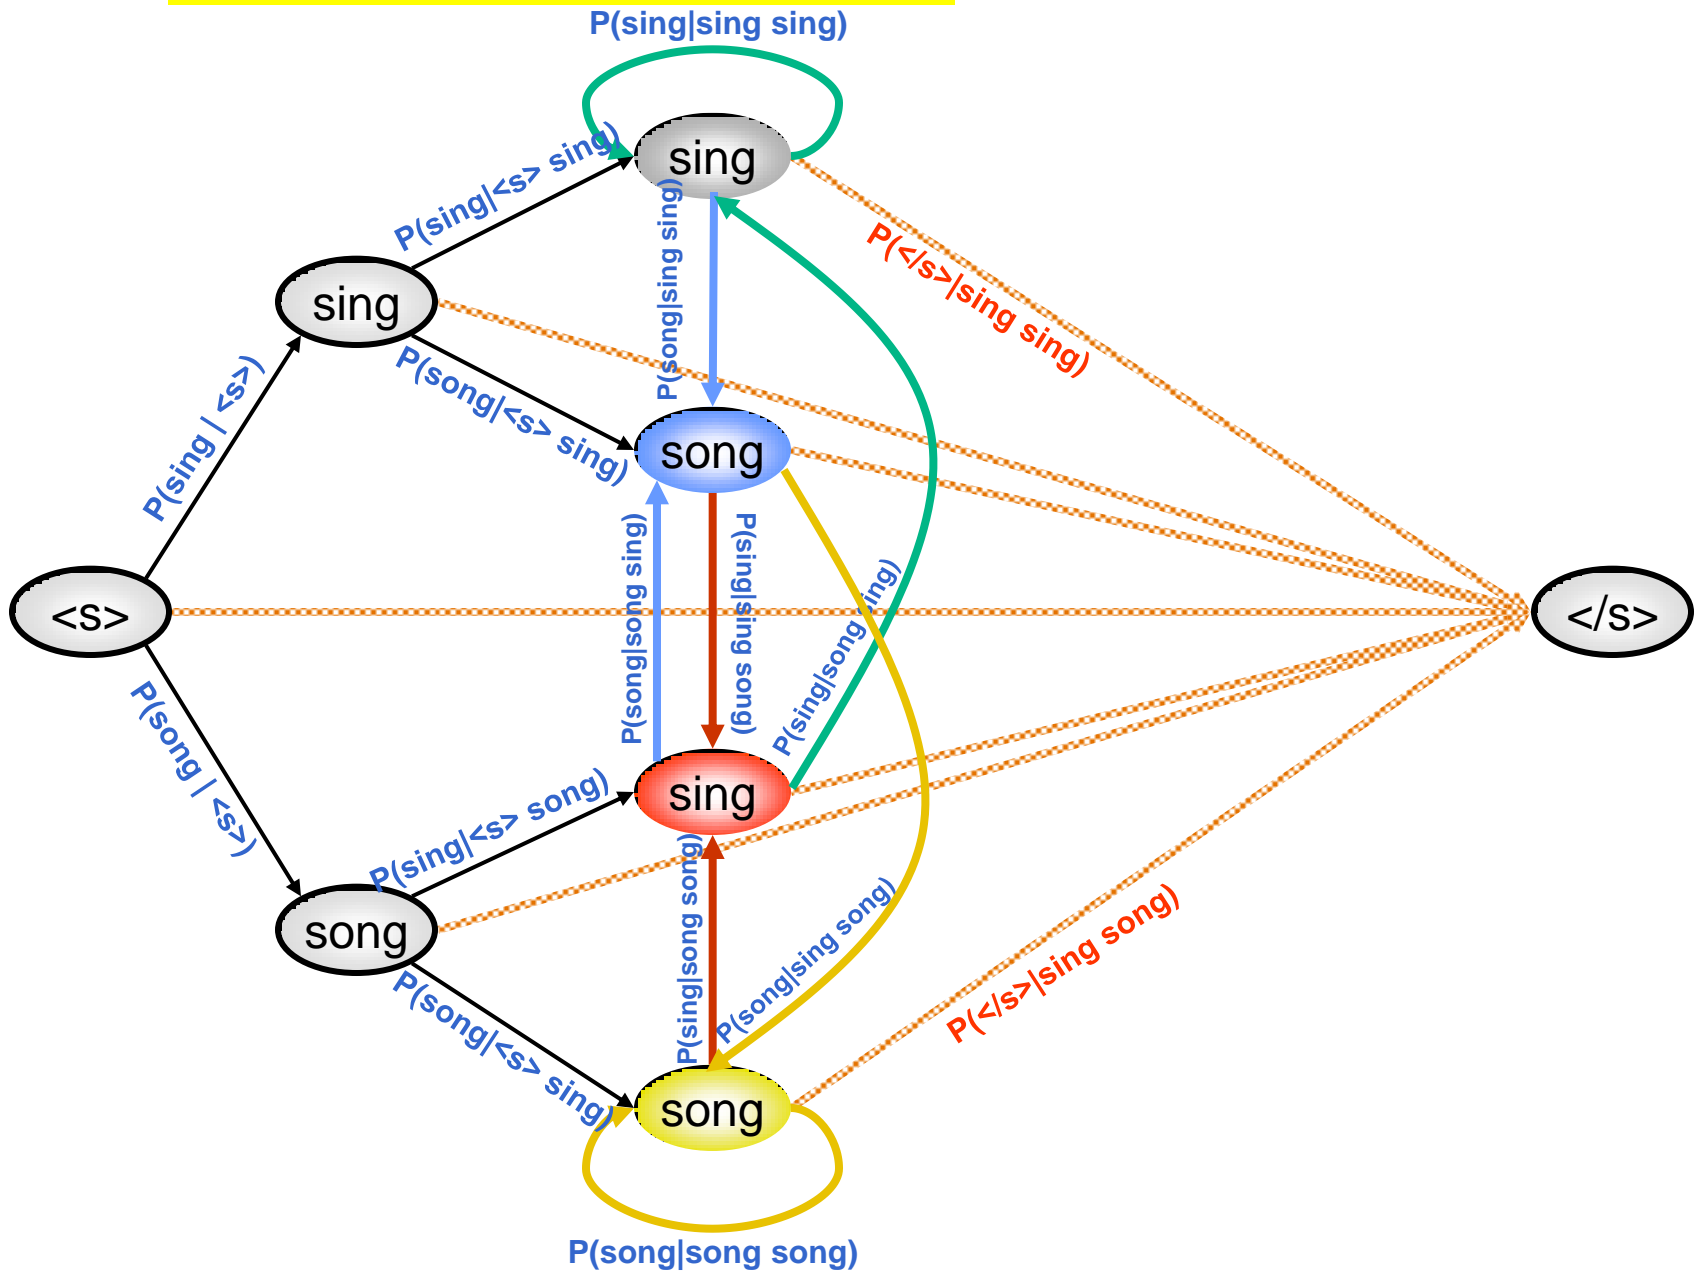 P(sing|sing sing)
sing
P(sing|<s> sing)
P(song|sing sing)
P(</s>|sing sing)
sing
P(sing | <s>)
P(song|<s> sing)
song
P(song|song sing)
P(sing|sing song)
P(sing|song sing)
<s>
</s>
P(song | <s>)
sing
P(sing|<s> song)
song
P(sing|song song)
P(song|sing song)
P(</s>|sing song)
P(song|<s> sing)
song
P(song|song song)